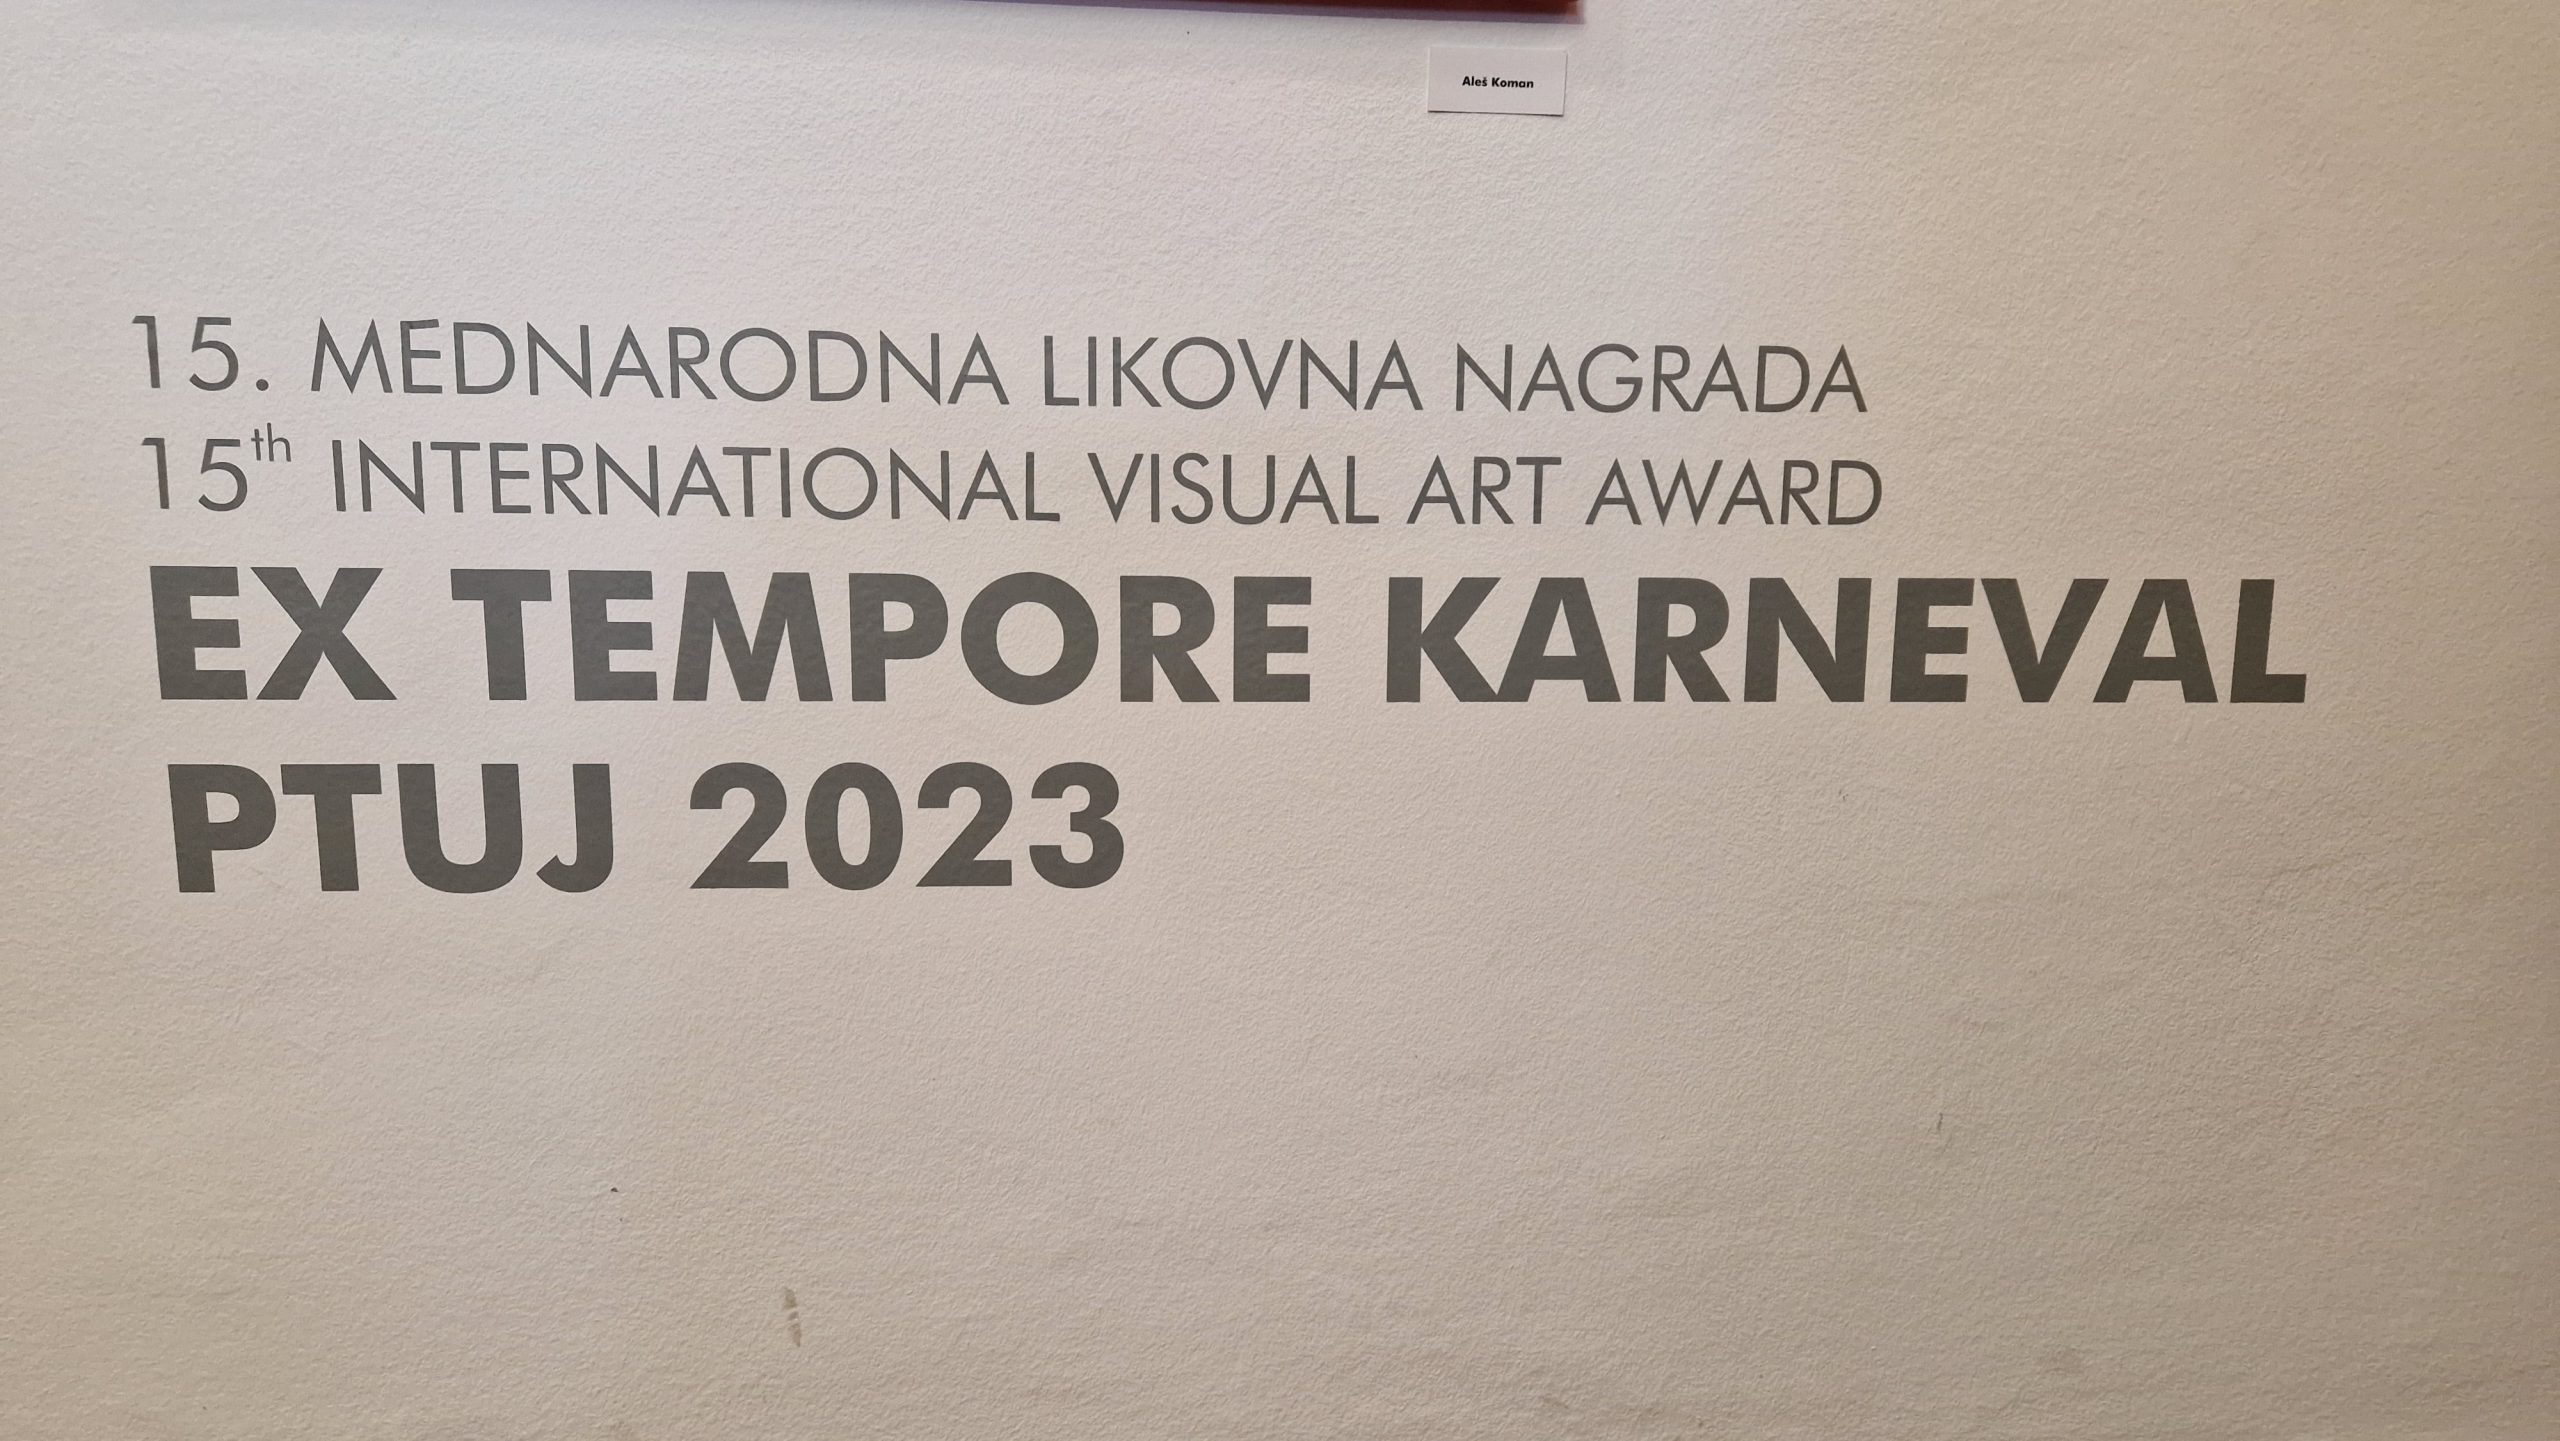 Aleš Koman
15. MEDNARODNA LIKOVNA NAGRADA
15th INTERNATIONAL VISUAL ART AWARD
EX TEMPORE KARNEVAL
PTUJ 2023